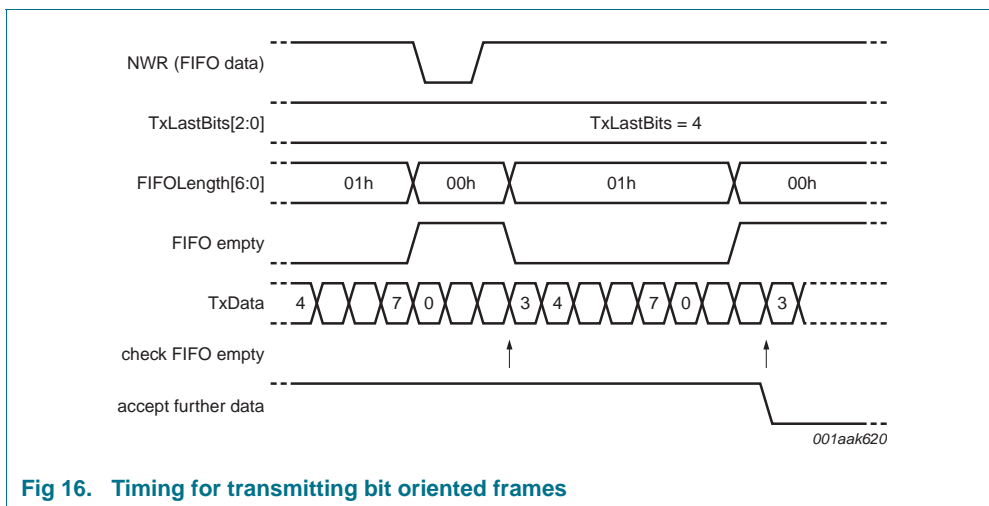 NWR (FIFO data)
TxLastBits[2:0] TxLastBits = 4
FIFOLength[6:0] 01h 00h 01h 00h
FIFO empty
TxData 4 7 0 3 4 7 0 3
check FIFO empty
accept further data
001aak620
Fig 16. Timing for transmitting bit oriented frames